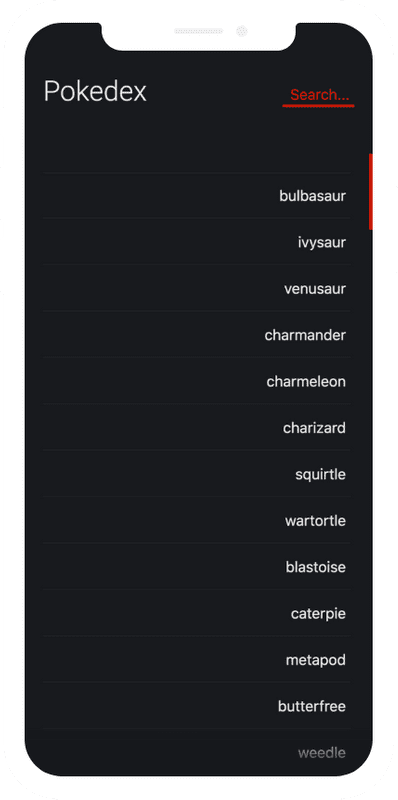 Pokedex
Search...
bulbasaur
ivysaur
venusaur
charmander
charmeleon
charizard
squirtle
wartortle
blastoise
caterpie
metapod
butterfree
weedle